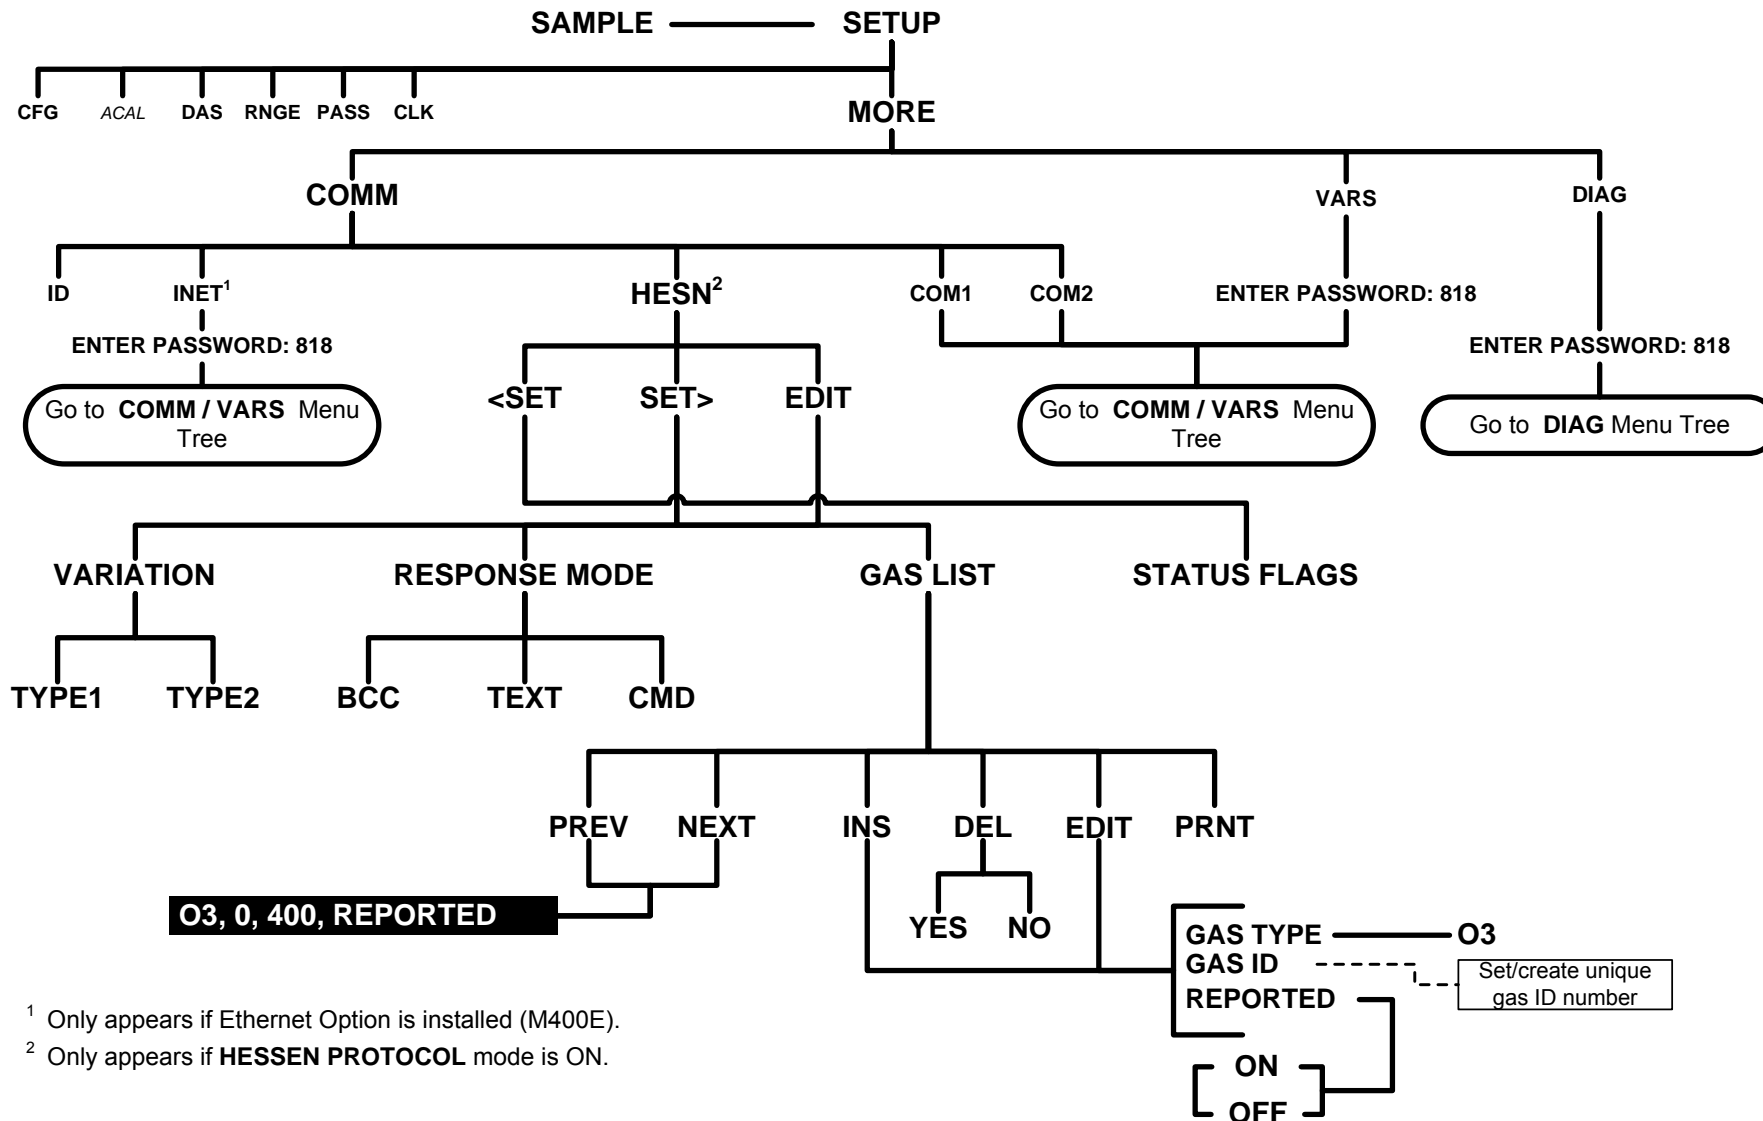 SAMPLE SETUP
CFG ACAL DAS RNGE PASS CLK MORE
COMM VARS DIAG
ID INET1 HESN2 COM1 COM2 ENTER PASSWORD: 818
ENTER PASSWORD: 818 ENTER PASSWORD: 818
<SET SET> EDIT
Go to COMM / VARS Menu
Tree
Go to COMM / VARS Menu
Tree
Go to DIAG Menu Tree
VARIATION RESPONSE MODE GAS LIST STATUS FLAGS
TYPE1 TYPE2 BCC TEXT CMD
PREV NEXT INS DEL EDIT PRNT
O3, 0, 400, REPORTED
YES NO
GAS TYPE O3
GAS ID
Set/create unique
gas ID number
REPORTED
ON
OFF
1 Only appears if Ethernet Option is installed (M400E).
2 Only appears if HESSEN PROTOCOL mode is ON.